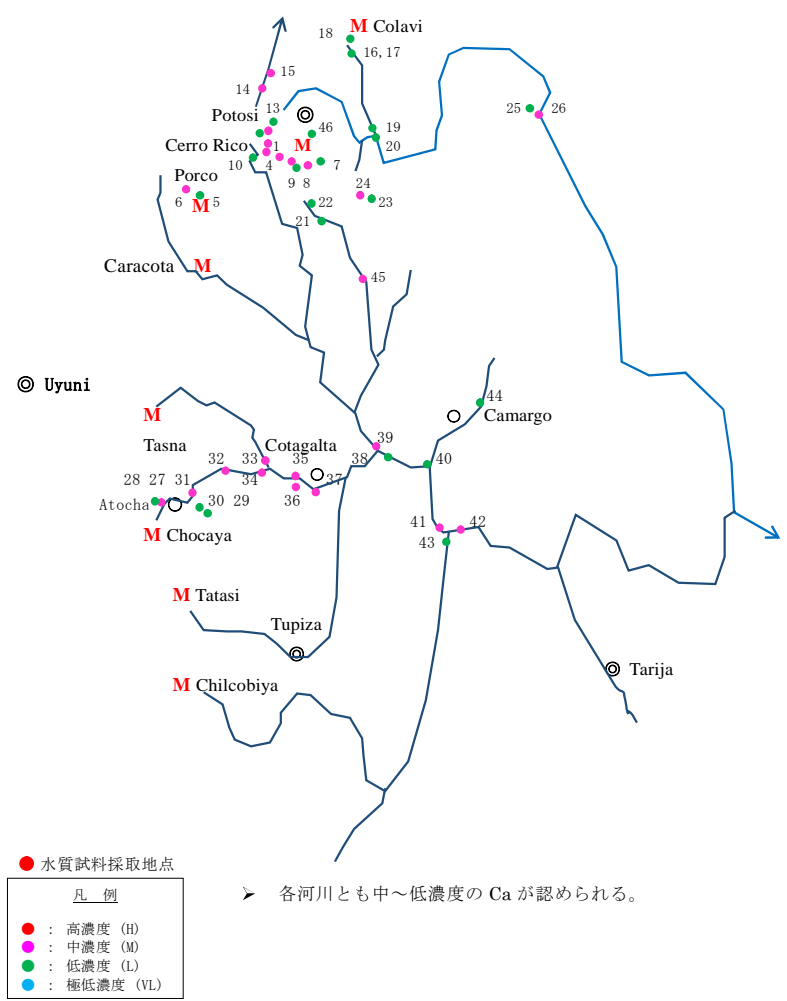 18
M Colavi
16,17
15
14
13
Potosi
46
19
20
25
26
Cerro Rico
1
M
10
4
9
8
7
Porco
6
M
5
24
23
22
21
Caracota
M
45
Uyuni
M
Tasna
44
Camargo
39
Cotagalta
38
40
32
33
35
34
37
36
28
27
31
Atocha
30
29
M Chocaya
41
42
43
M Tatasi
Tupiza
Tarija
M Chilcobiya
水質試料採取地点
凡 例
: 高濃度 (H)
: 中濃度 (M)
: 低濃度 (L)
: 極低濃度 (VL)
➢ 各河川とも中～低濃度の Ca が認められる。